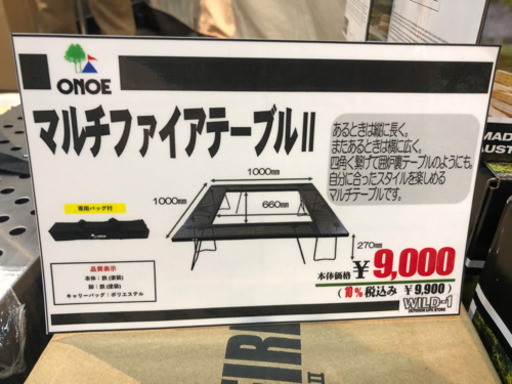 ONOE
マルチファイアテーブルⅡ
あるときは縦に長く。
またあるときは横に広く。
四角く繋げて囲炉裏テーブルのようにも。
自分に合ったスタイルを楽しめる
マルチテーブルです。
1000mm
1000mm
660mm
270mm
専用バッグ付
品質表示
本体：鉄(塗装)
脚：鉄(塗装)
キャリーバッグ：ポリエステル
本体価格 ¥9,000
(10%税込み ¥9,900)
WILD-1
OUTDOOR LIFE STORE
MAD
AUST
FIR
Ⅱ